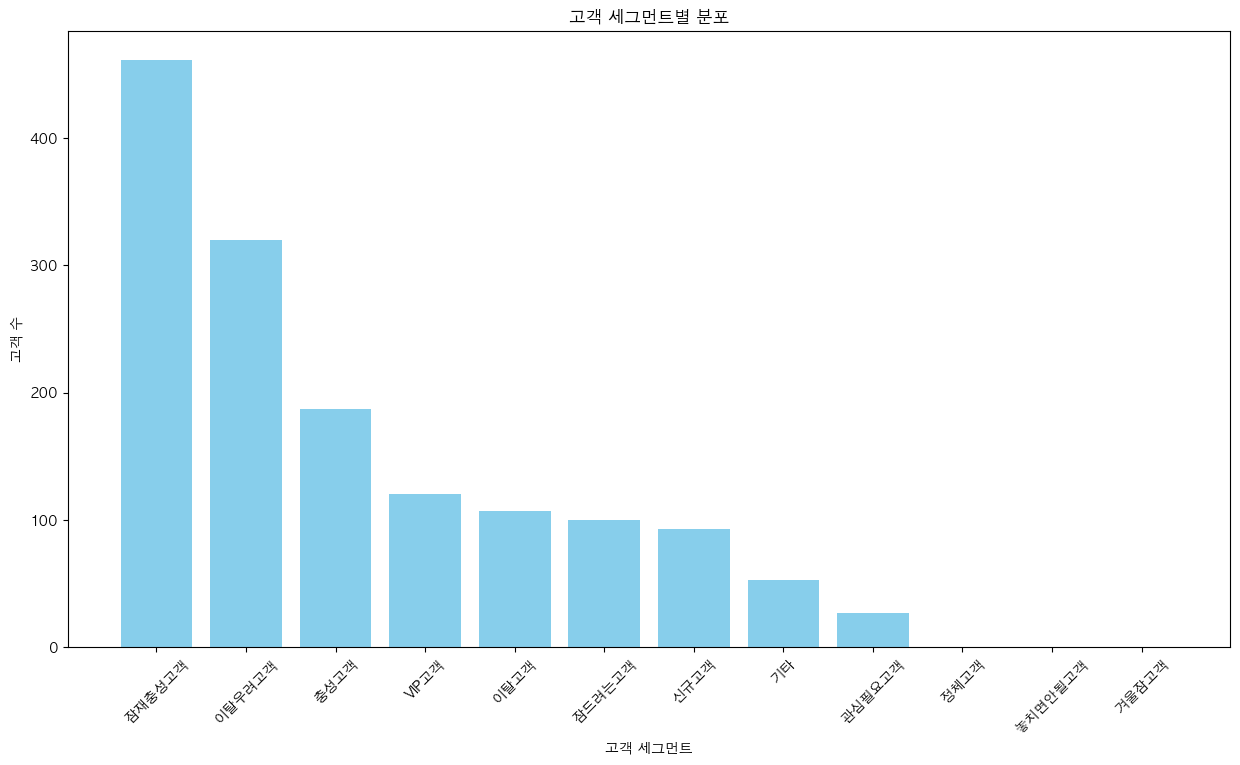 고객 세그먼트별 분포
고객 수
400
300
200
100
0
잠재충성고객
이탈우려고객
충성고객
VIP고객
이탈고객
잠드려는고객
신규고객
기타
관심필요고객
정체고객
놓치면안될고객
겨울잠고객
고객 세그먼트